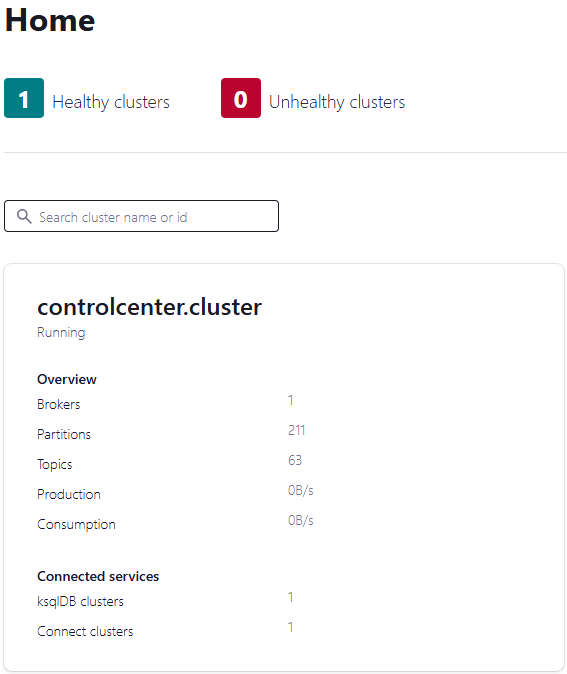 Home
1 Healthy clusters
0 Unhealthy clusters
Search cluster name or id
controlcenter.cluster
Running
Overview
Brokers 1
Partitions 211
Topics 63
Production 0B/s
Consumption 0B/s
Connected services
ksqlDB clusters 1
Connect clusters 1